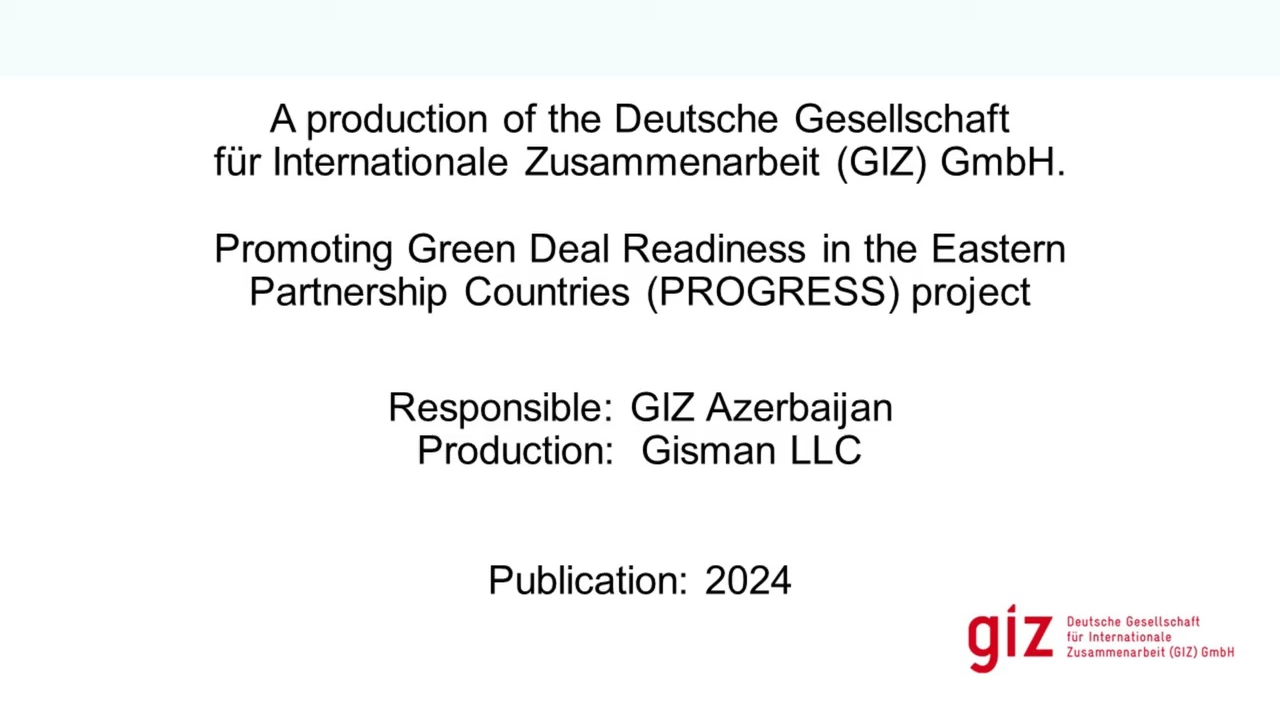 A production of the Deutsche Gesellschaft
für Internationale Zusammenarbeit (GIZ) GmbH.
Promoting Green Deal Readiness in the Eastern
Partnership Countries (PROGRESS) project
Responsible: GIZ Azerbaijan
Production: Gisman LLC
Publication: 2024
giz
Deutsche Gesellschaft
für Internationale
Zusammenarbeit (GIZ) GmbH